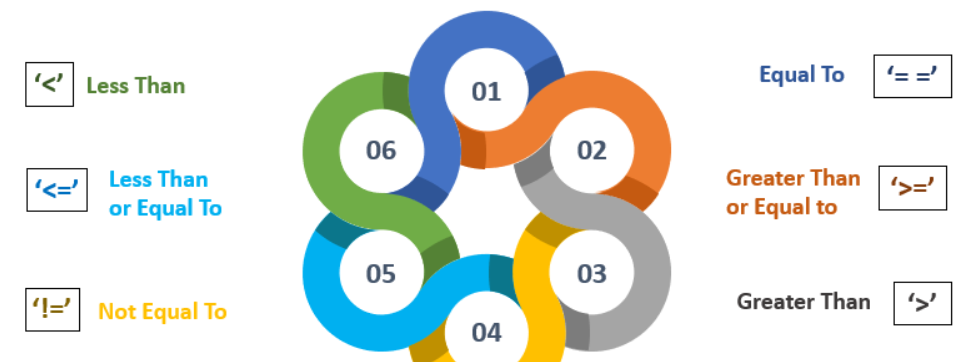 ‘<’ Less Than
‘<=’ Less Than
or Equal To
‘!=’ Not Equal To
01
02
03
04
05
06
Equal To ‘= =’
Greater Than
or Equal to ‘>=’
Greater Than ‘>’